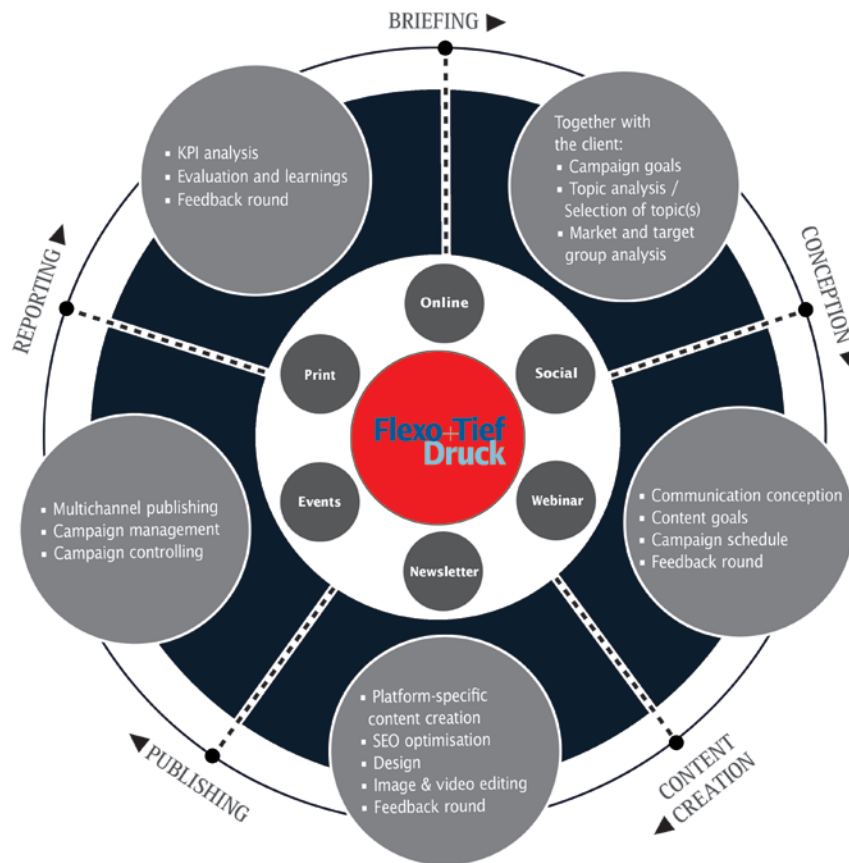 BRIEFING ▶
Together with
the client:
▪ Campaign goals
▪ Topic analysis /
Selection of topic(s)
▪ Market and target
group analysis
CONCEPTION ▶
▪ Communication conception
▪ Content goals
▪ Campaign schedule
▪ Feedback round
CONTENT
CREATION ▶
▪ Platform-specific
content creation
▪ SEO optimisation
▪ Design
▪ Image & video editing
▪ Feedback round
PUBLISHING ▶
▪ Multichannel publishing
▪ Campaign management
▪ Campaign controlling
REPORTING ▶
▪ KPI analysis
▪ Evaluation and learnings
▪ Feedback round
Online
Social
Webinar
Newsletter
Events
Print
Flexo+Tief
Druck